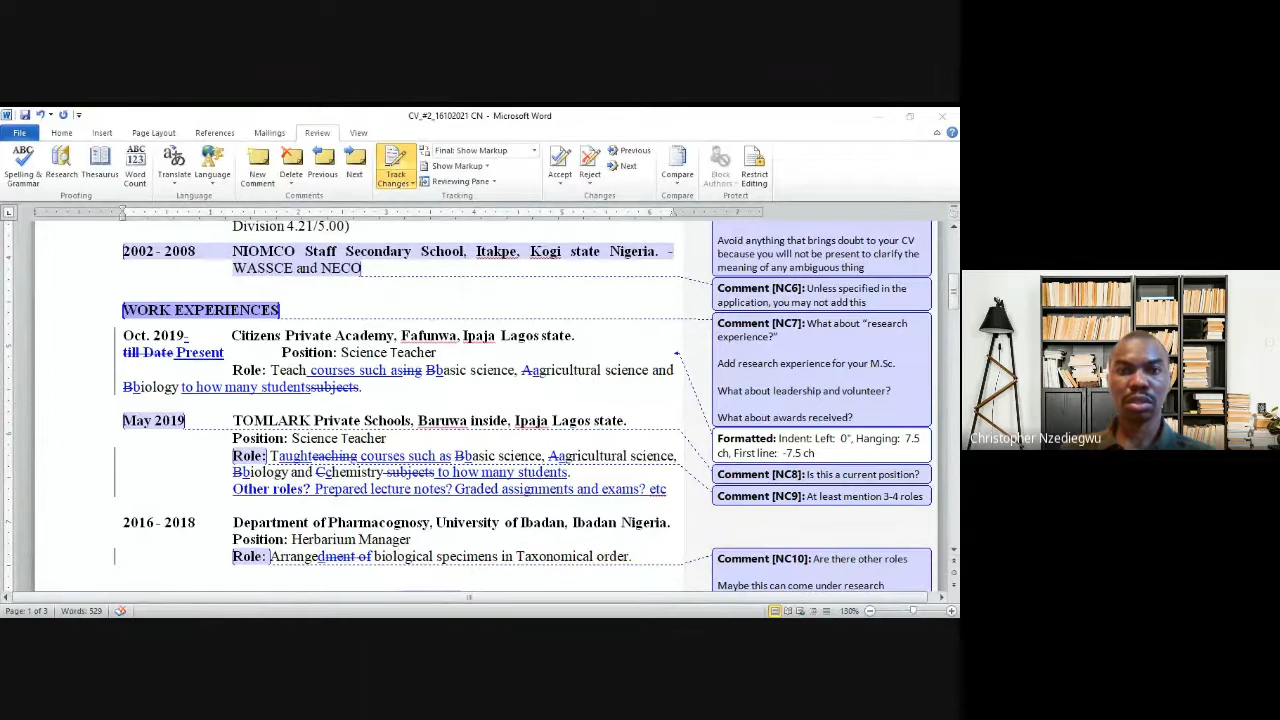 CV_#2_16102021 CN - Microsoft Word
File Home Insert Page Layout References Mailings Review View
Spelling & Grammar
Research
Thesaurus
Word Count
Translate
Language
New Comment
Delete
Previous
Next
Track Changes
Final: Show Markup
Show Markup
Reviewing Pane
Accept
Reject
Previous
Next
Compare
Block Authors
Restrict Editing
Proofing Language Comments Tracking Changes Compare Protect
1 2 3 4 5 6 7
Division 4.21/5.00)
2002 - 2008 NIOMCO Staff Secondary School, Itakpe, Kogi state Nigeria. -
WASSCE and NECO
WORK EXPERIENCES
Oct. 2019- Citizens Private Academy, Fafunwa, Ipaja Lagos state.
till Date Present Position: Science Teacher
Role: Teach courses such asing Bbasic science, Aagricultural science and
Bbiology to how many studentssubjects.
May 2019 TOMLARK Private Schools, Baruwa inside, Ipaja Lagos state.
Position: Science Teacher
Role: Taughteaching courses such as Bbasic science, Aagricultural science,
Bbiology and Cchemistry subjects to how many students.
Other roles? Prepared lecture notes? Graded assignments and exams? etc
2016 - 2018 Department of Pharmacognosy, University of Ibadan, Ibadan Nigeria.
Position: Herbarium Manager
Role: Arrangedment of biological specimens in Taxonomical order.
Avoid anything that brings doubt to your CV
because you will not be present to clarify the
meaning of any ambiguous thing
Comment [NC6]: Unless specified in the
application, you may not add this
Comment [NC7]: What about “research
experience?”
Add research experience for your M.Sc.
What about leadership and volunteer?
What about awards received?
Formatted: Indent: Left: 0", Hanging: 7.5
ch, First line: -7.5 ch
Comment [NC8]: Is this a current position?
Comment [NC9]: At least mention 3-4 roles
Comment [NC10]: Are there other roles
Maybe this can come under research
Page: 1 of 3 Words: 529 130%
Christopher Nzediegwu